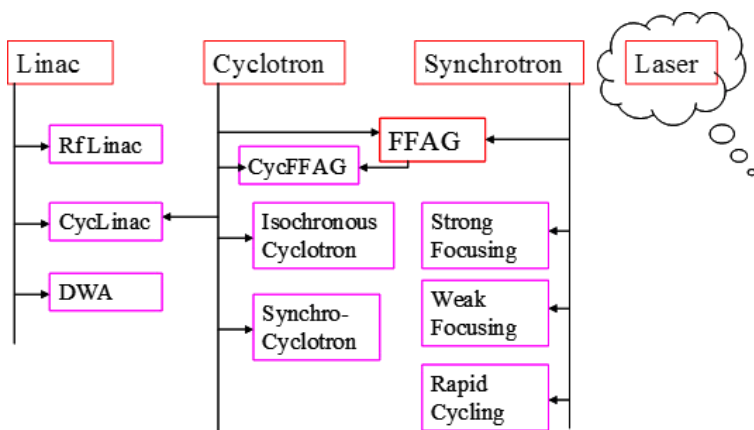 Linac
Cyclotron
Synchrotron
Laser
RfLinac
FFAG
CycFFAG
CycLinac
Isochronous
Cyclotron
Strong
Focusing
DWA
Synchro-
Cyclotron
Weak
Focusing
Rapid
Cycling